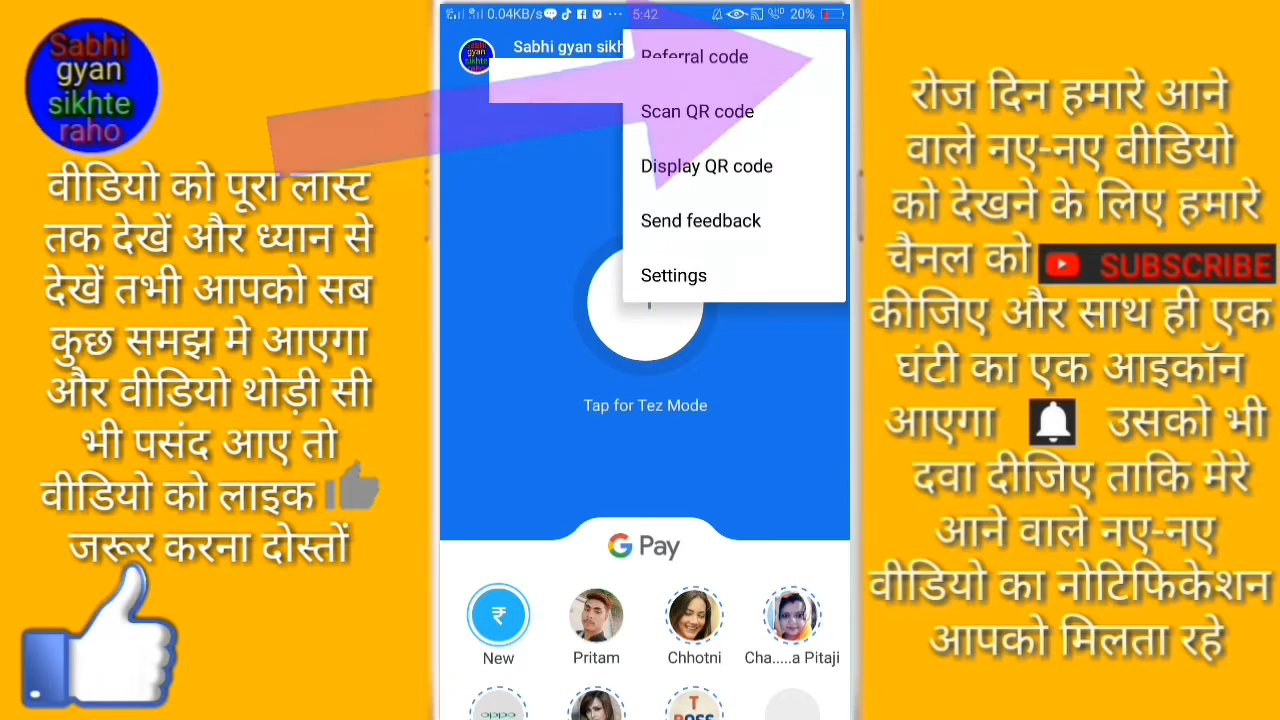 Sabhi
gyan
sikhte
raho
वीडियो को पूरा लास्ट
तक देखें और ध्यान से
देखें तभी आपको सब
कुछ समझ मे आएगा
और वीडियो थोड़ी सी
भी पसंद आए तो
वीडियो को लाइक
जरूर करना दोस्तों
0.04KB/s 5:42 20%
Sabhi gyan sikh
Referral code
Scan QR code
Display QR code
Send feedback
Settings
Tap for Tez Mode
G Pay
New Pritam Chhotni Cha.....a Pitaji
oppo T BOSS
रोज दिन हमारे आने
वाले नए-नए वीडियो
को देखने के लिए हमारे
चैनल को SUBSCRIBE
कीजिए और साथ ही एक
घंटी का एक आइकॉन
आएगा उसको भी
दवा दीजिए ताकि मेरे
आने वाले नए-नए
वीडियो का नोटिफिकेशन
आपको मिलता रहे